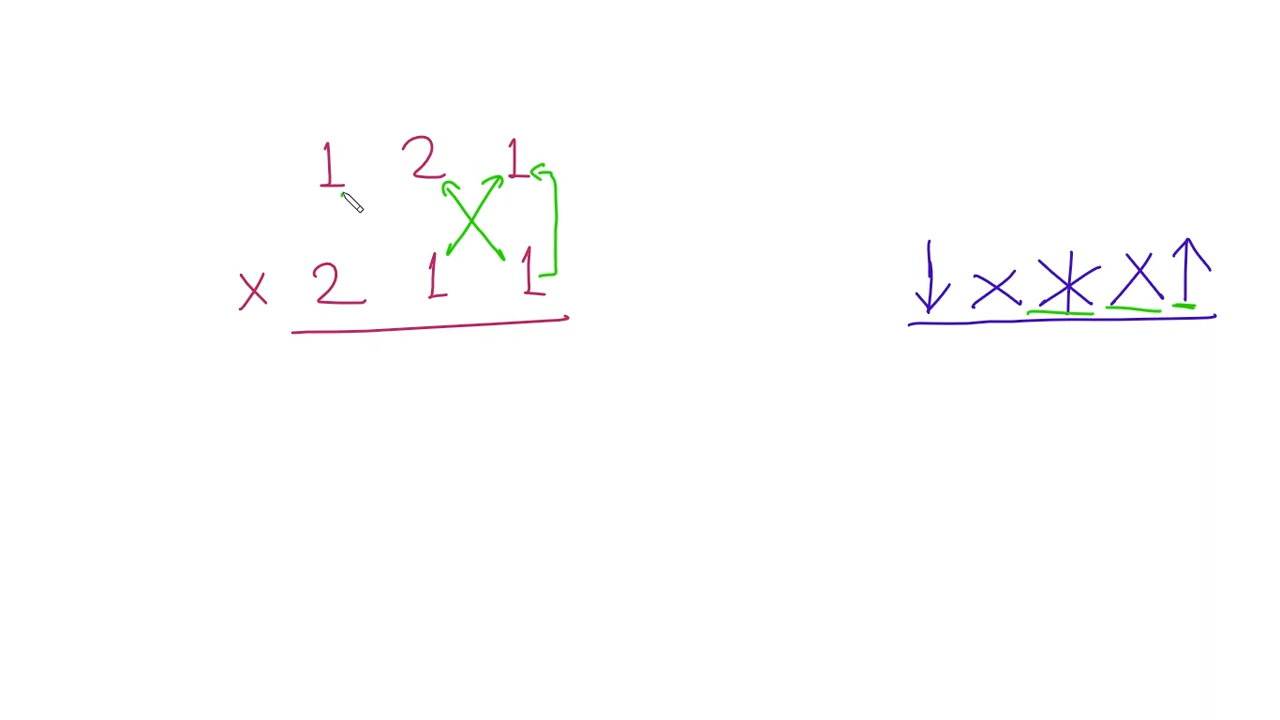 1 2 1
x 2 1 1
↓ x * x ↑